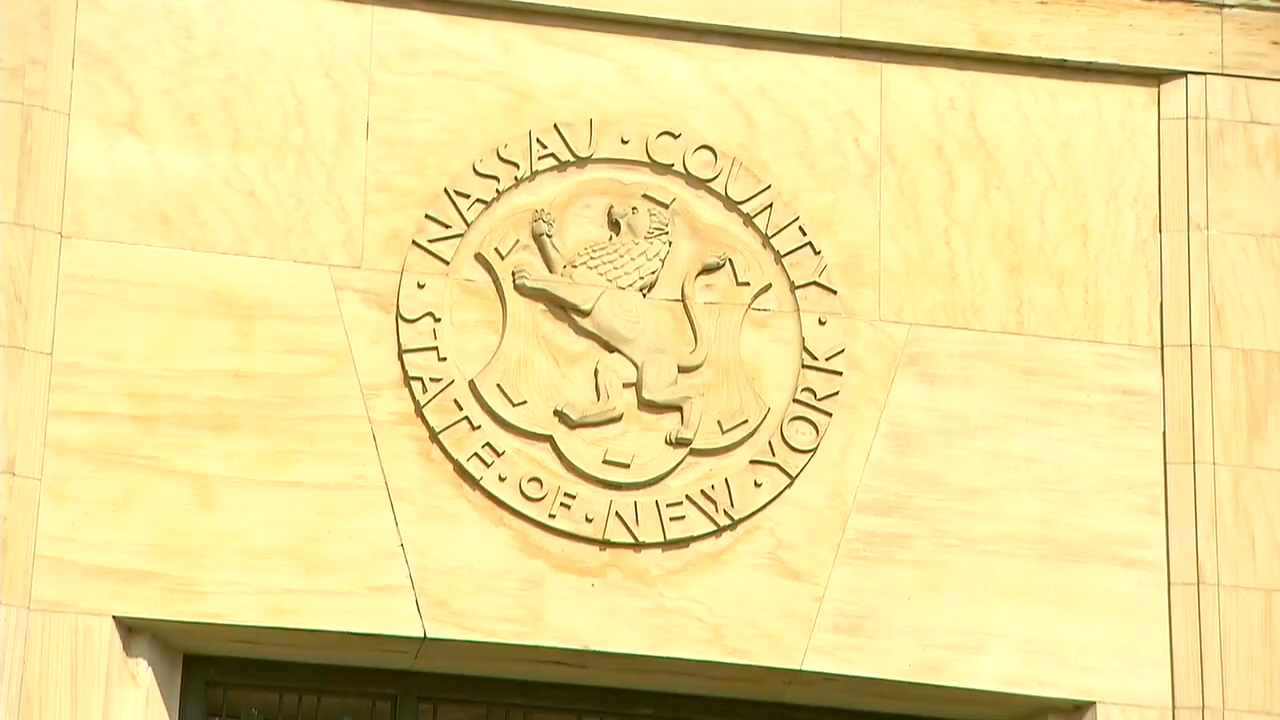 NASSAU · COUNTY
· STATE · OF · NEW · YORK ·